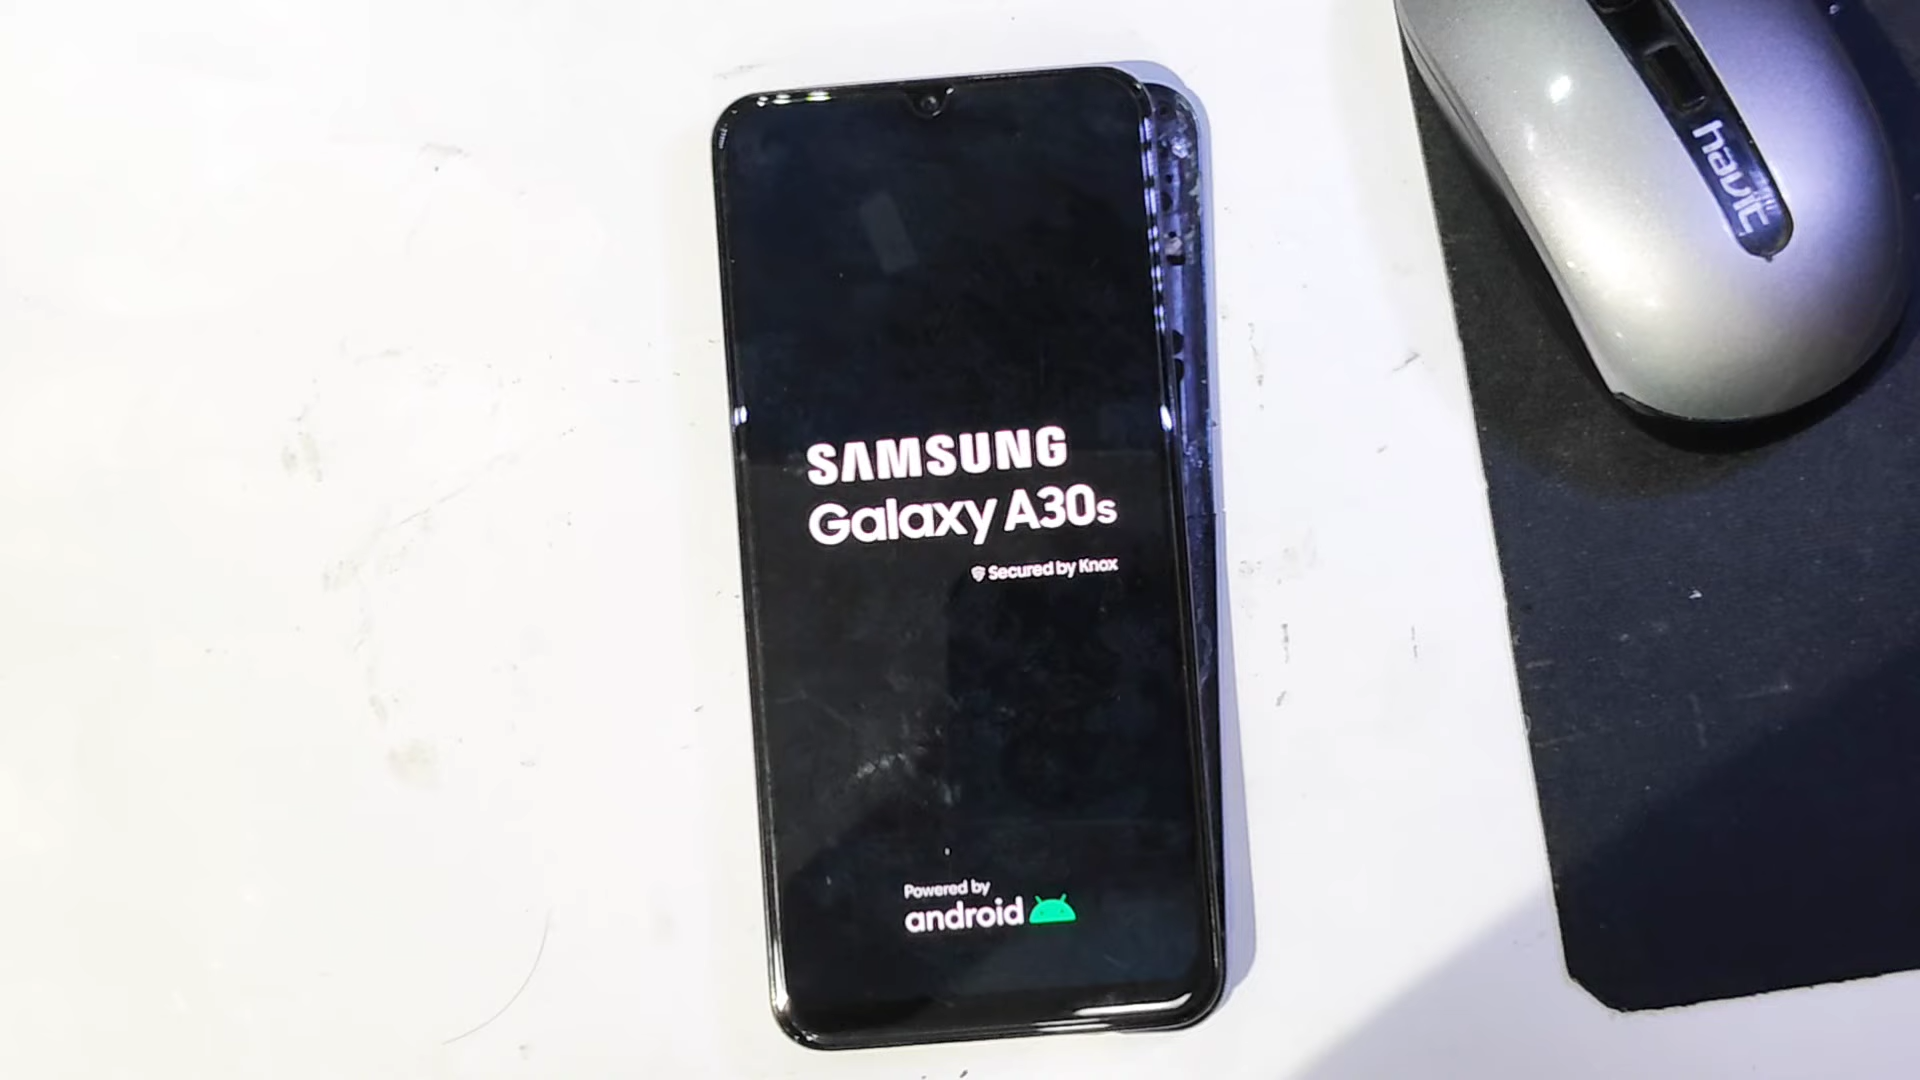 SAMSUNG
Galaxy A30s
Secured by Knox
Powered by
android
havit